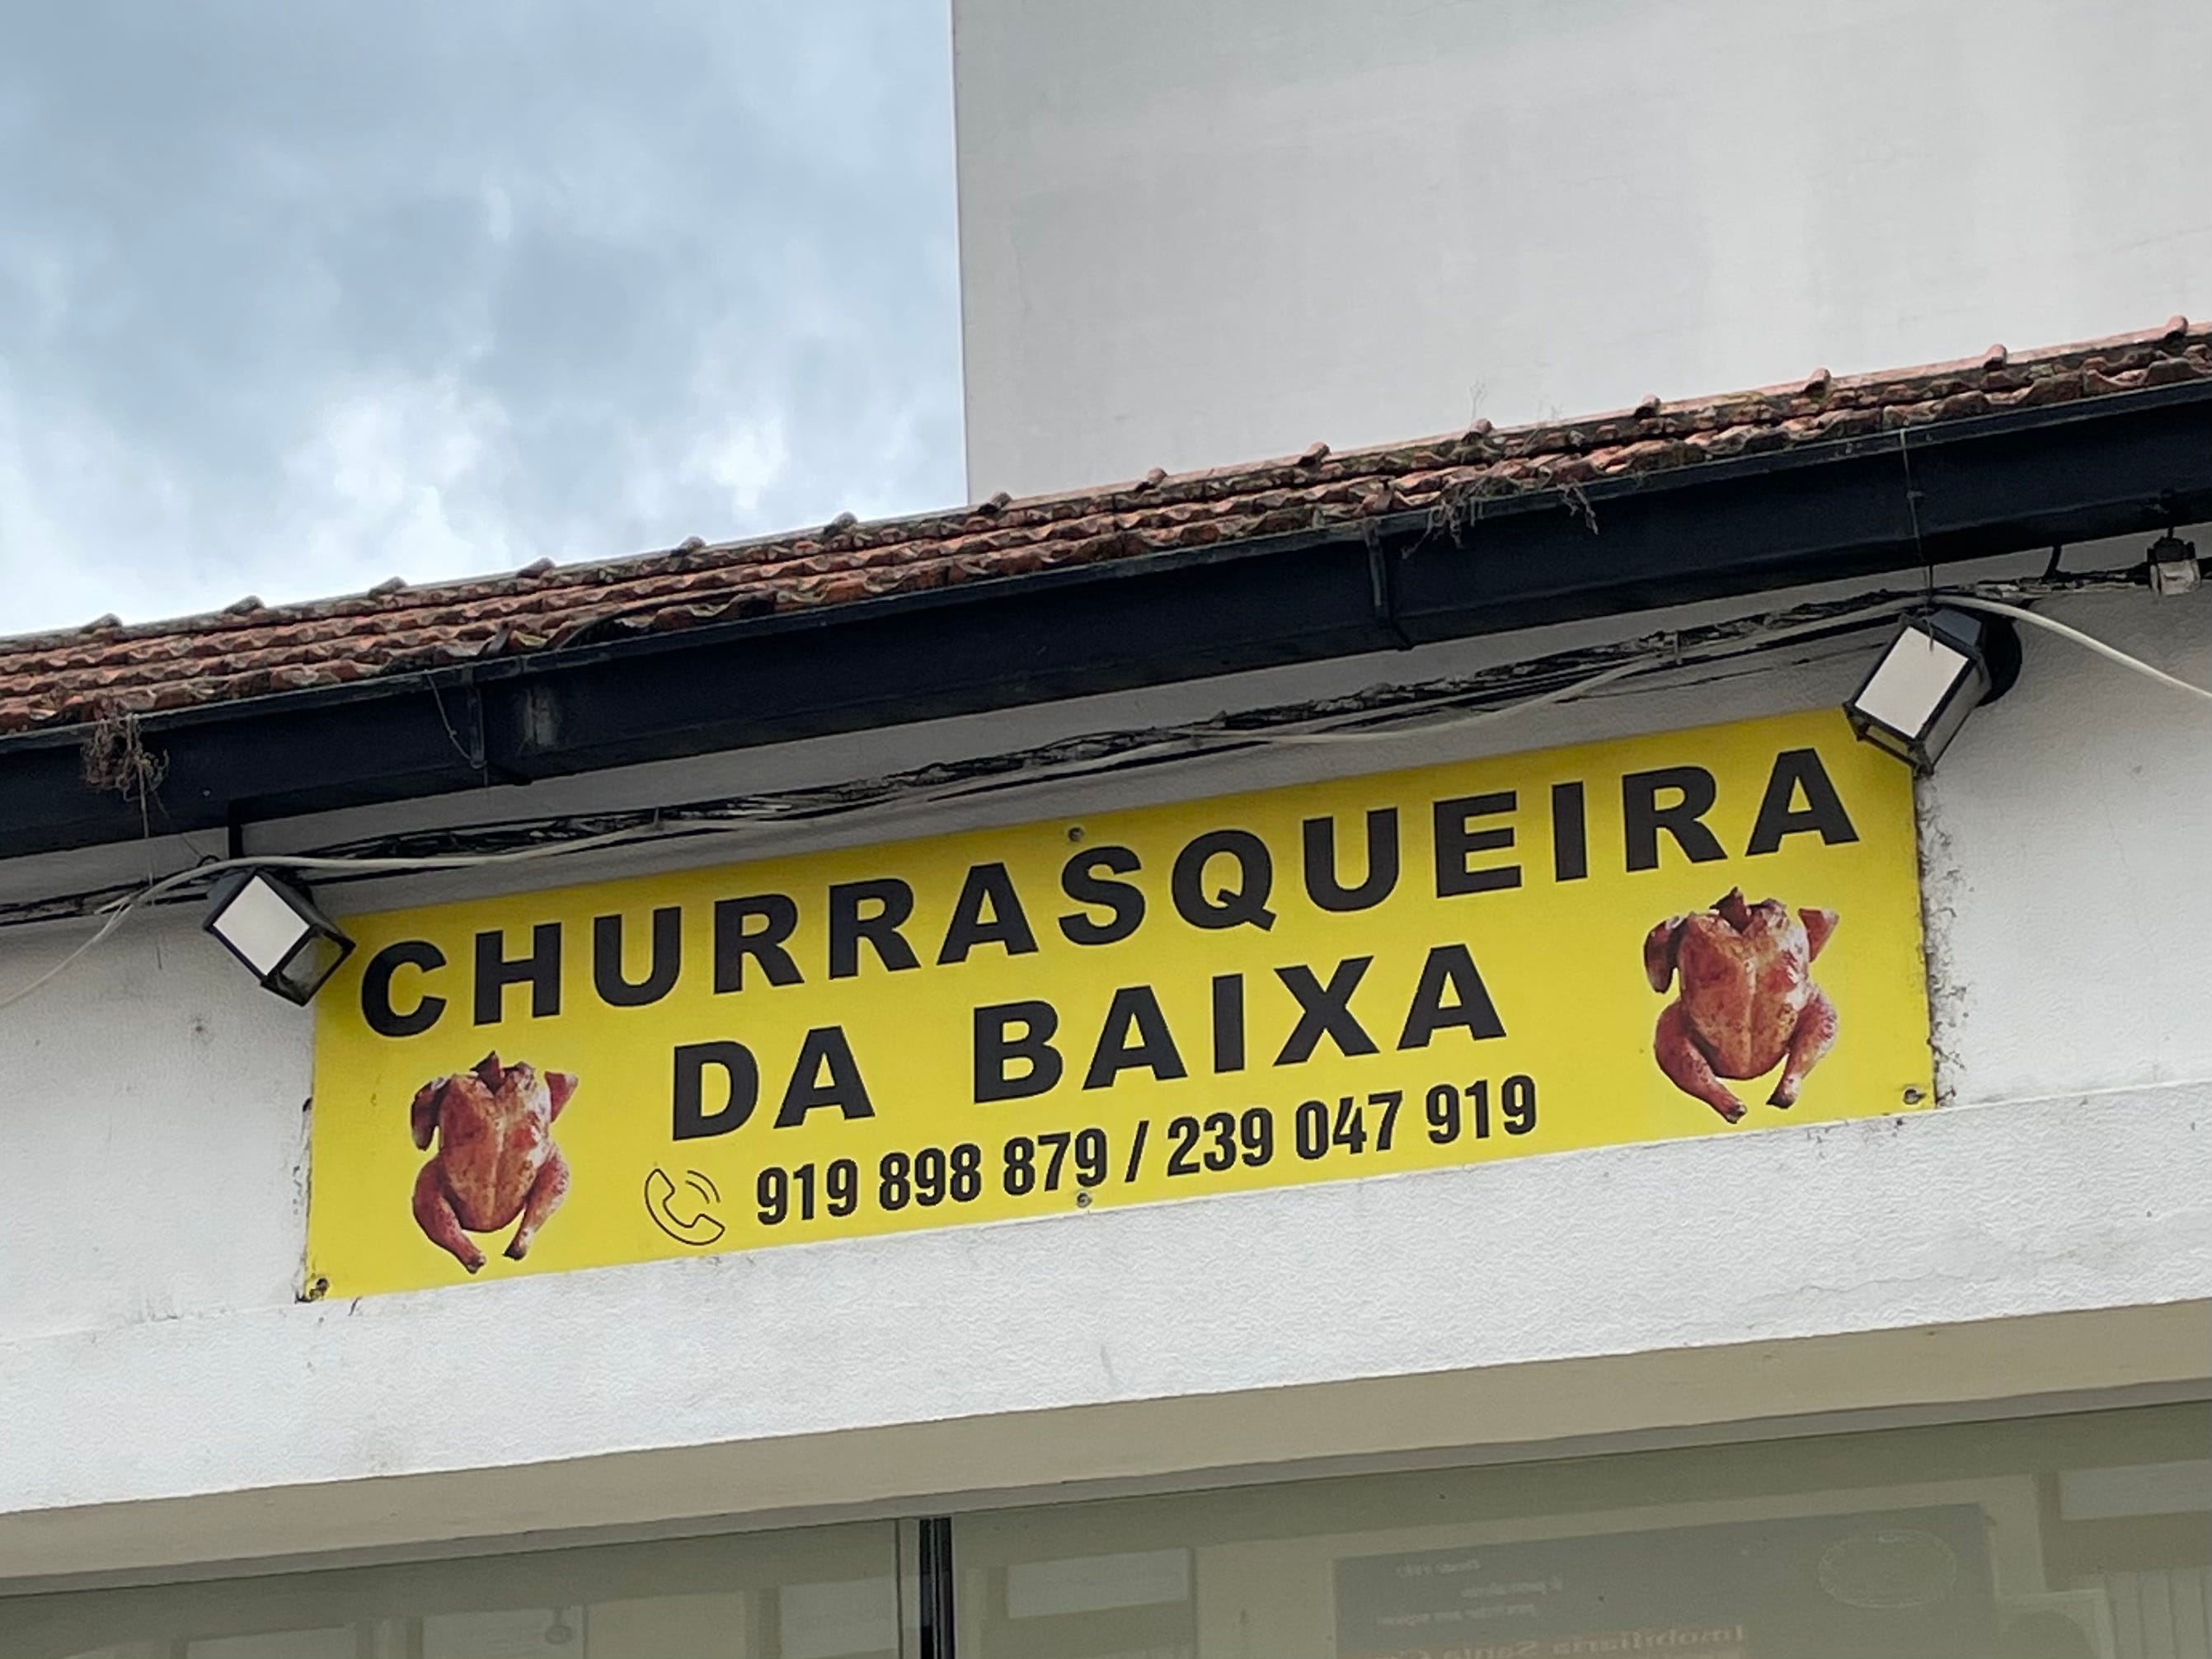 CHURRASQUEIRA
DA BAIXA
919 898 879 / 239 047 919